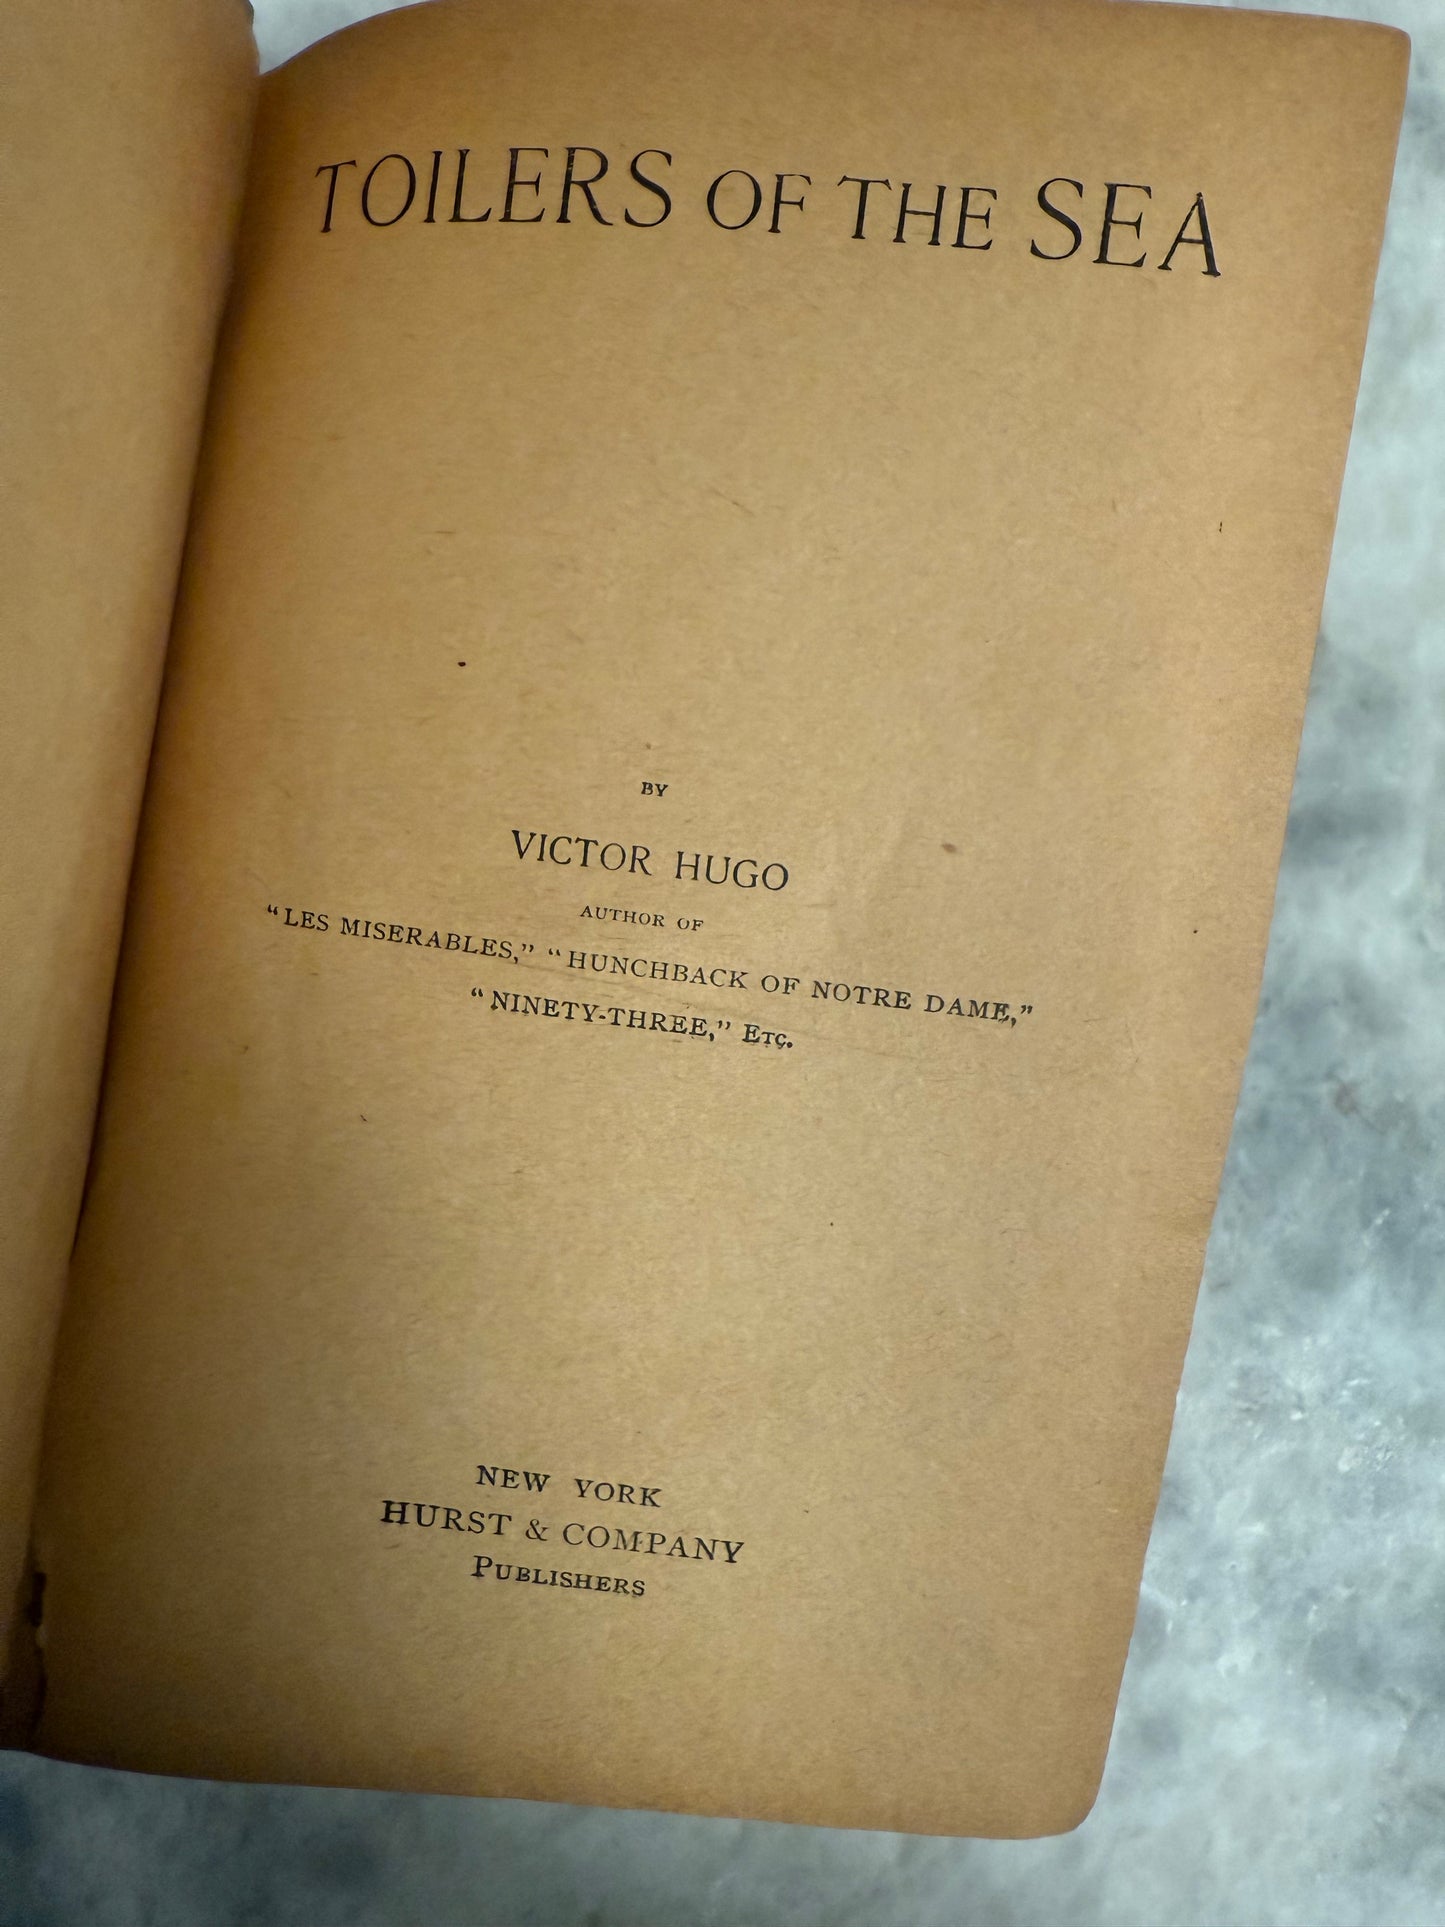 TOILERS OF THE SEA
BY
VICTOR HUGO
AUTHOR OF
“LES MISERABLES,” “HUNCHBACK OF NOTRE DAME,”
“NINETY-THREE,” ETC.
NEW YORK
HURST & COMPANY
PUBLISHERS